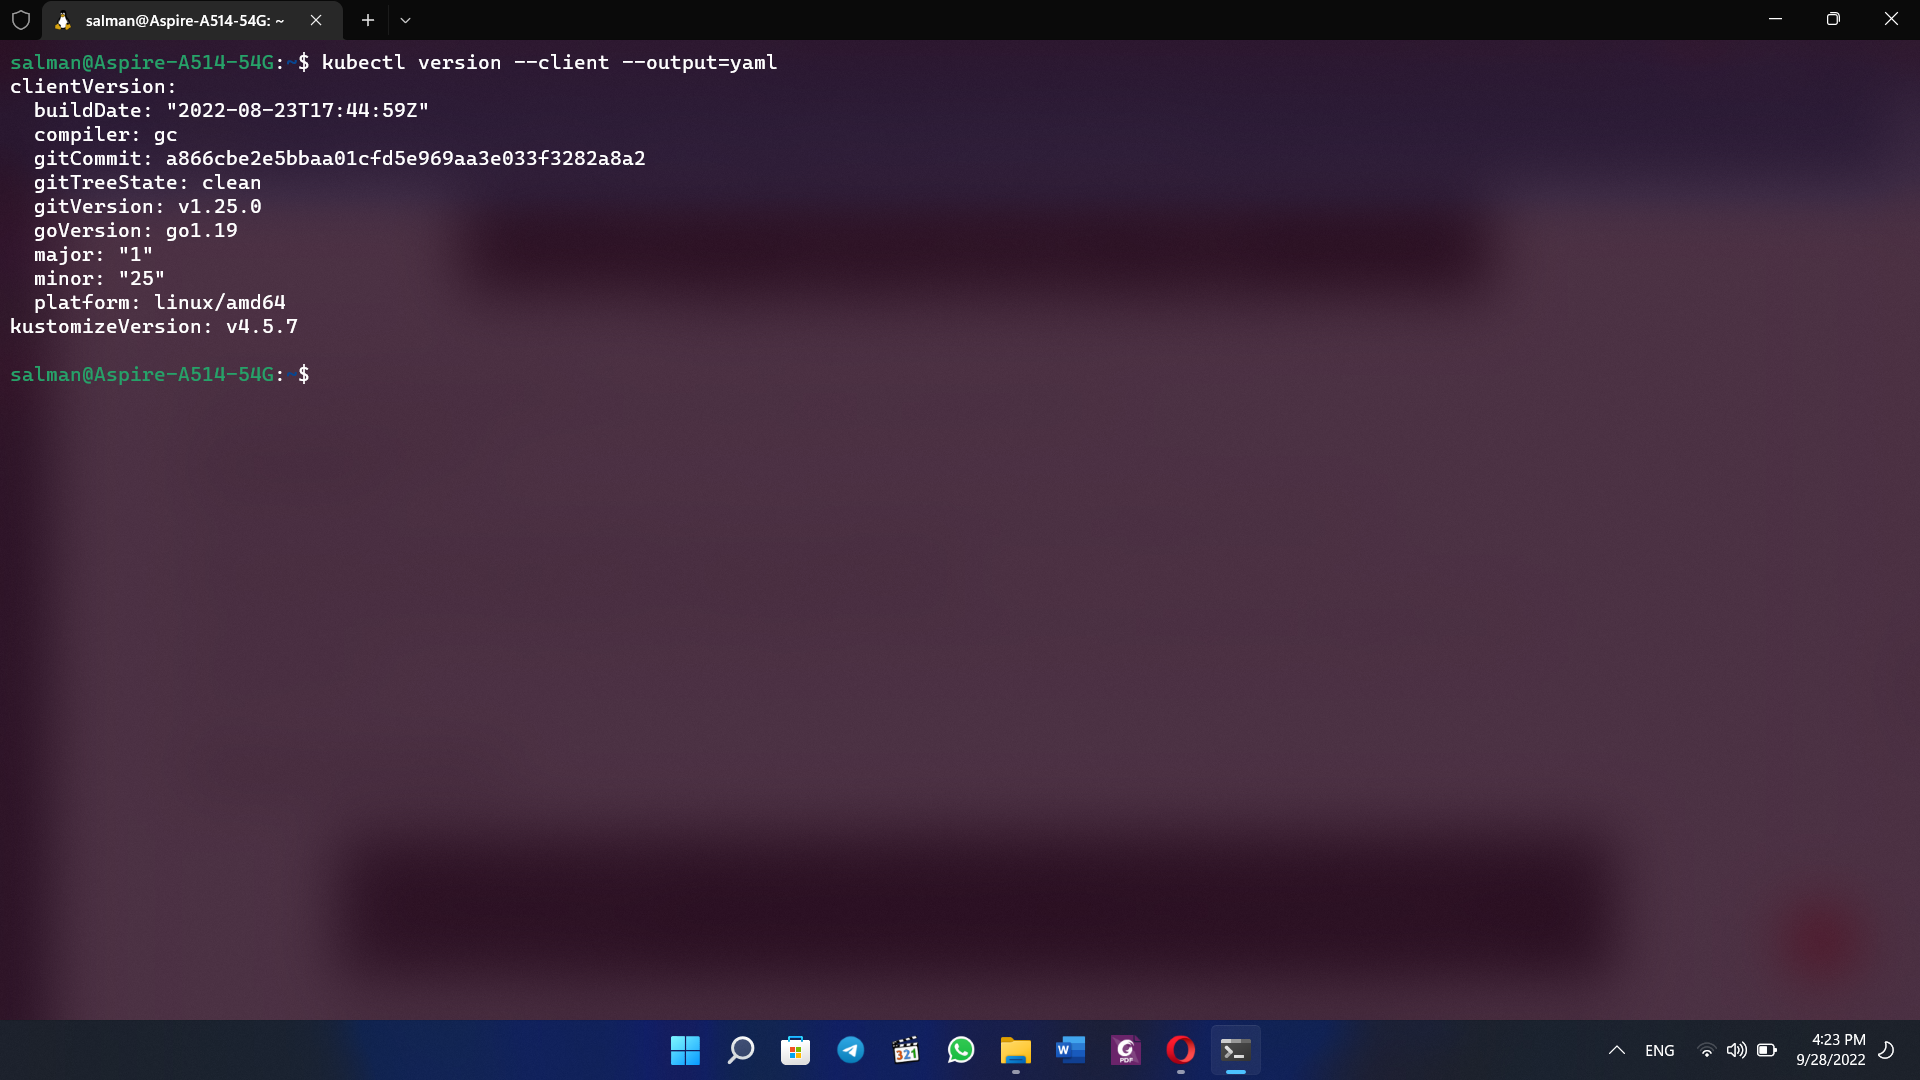 salman@Aspire-A514-54G: ~
salman@Aspire-A514-54G:~$ kubectl version --client --output=yaml
clientVersion:
  buildDate: "2022-08-23T17:44:59Z"
  compiler: gc
  gitCommit: a866cbe2e5bbaa01cfd5e969aa3e033f3282a8a2
  gitTreeState: clean
  gitVersion: v1.25.0
  goVersion: go1.19
  major: "1"
  minor: "25"
  platform: linux/amd64
kustomizeVersion: v4.5.7
salman@Aspire-A514-54G:~$
321
W
PDF
ENG
4:23 PM
9/28/2022